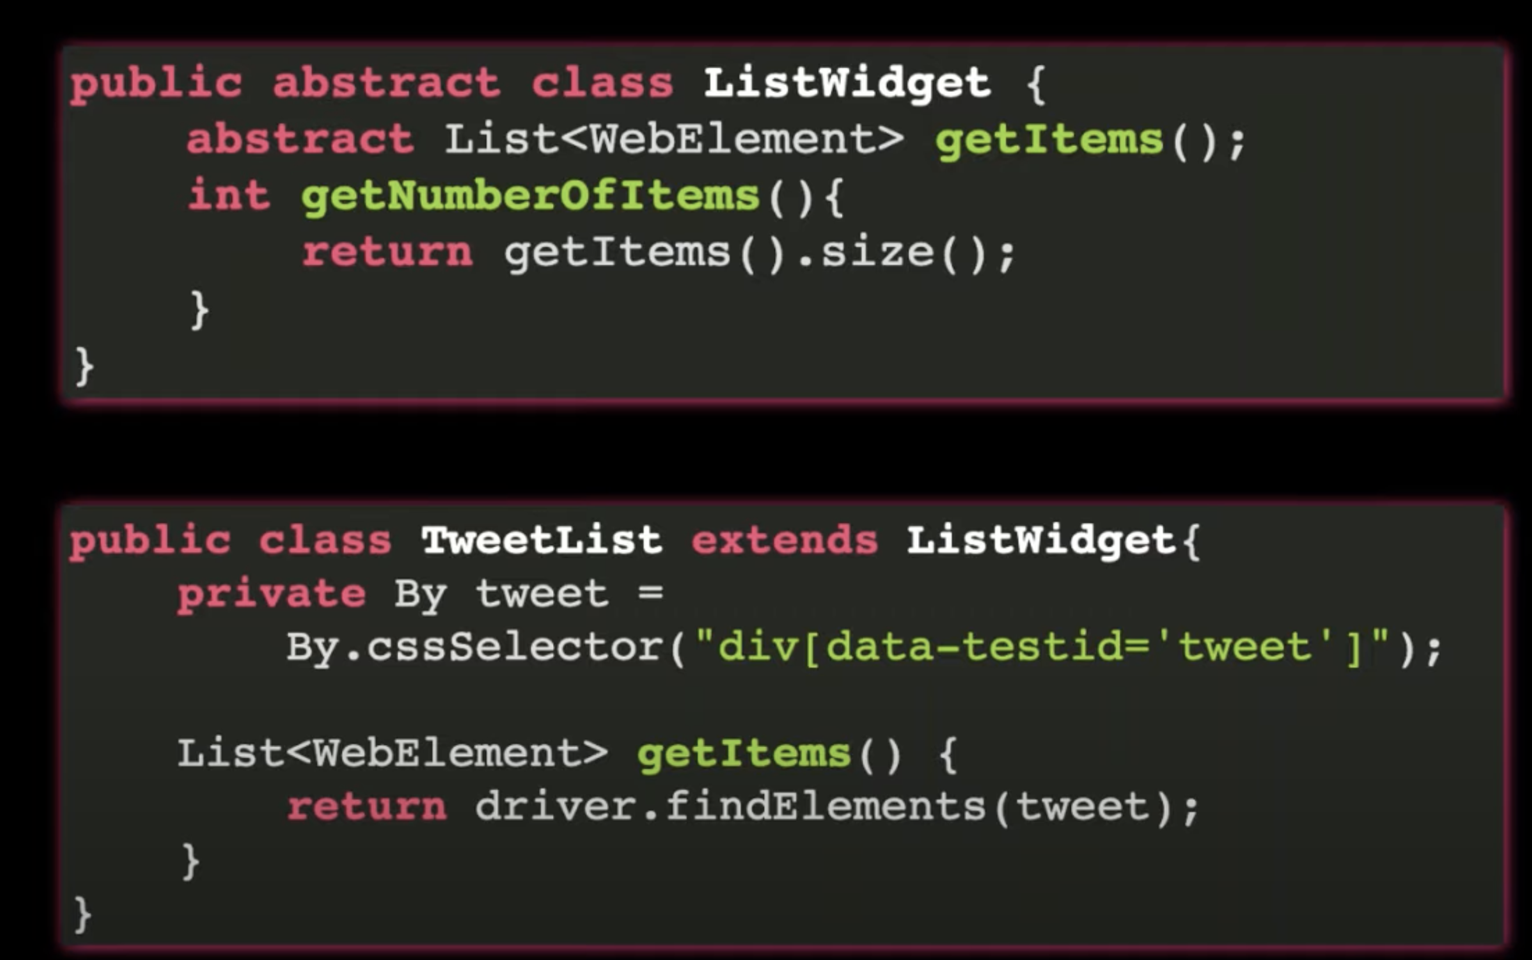 public abstract class ListWidget {
    abstract List<WebElement> getItems();
    int getNumberOfItems(){
        return getItems().size();
    }
}
public class TweetList extends ListWidget{
    private By tweet =
        By.cssSelector("div[data-testid='tweet']");
    List<WebElement> getItems() {
        return driver.findElements(tweet);
    }
}